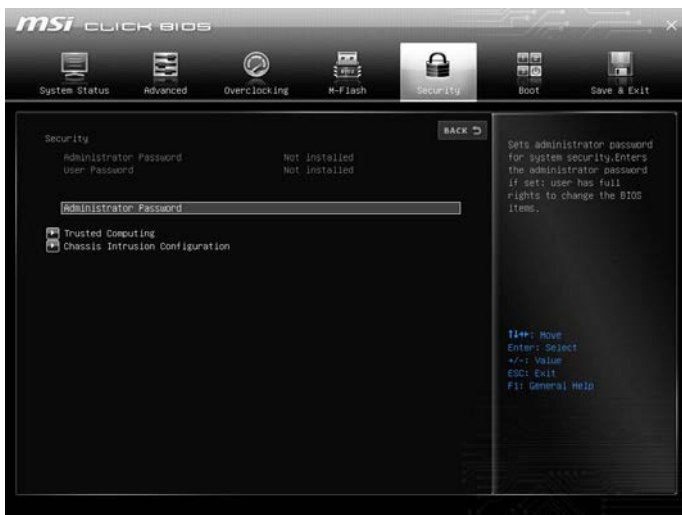 msi CLICK BIOS
×
System Status Advanced Overclocking M-Flash Security Boot Save & Exit
BACK
Security
Administrator Password Not installed
User Password Not installed
Administrator Password
Trusted Computing
Chassis Intrusion Configuration
Sets administrator password
for system security.Enters
the administrator password
if set: user has full
rights to change the BIOS
items.
↑↓←→: Move
Enter: Select
+/-: Value
ESC: Exit
F1: General Help